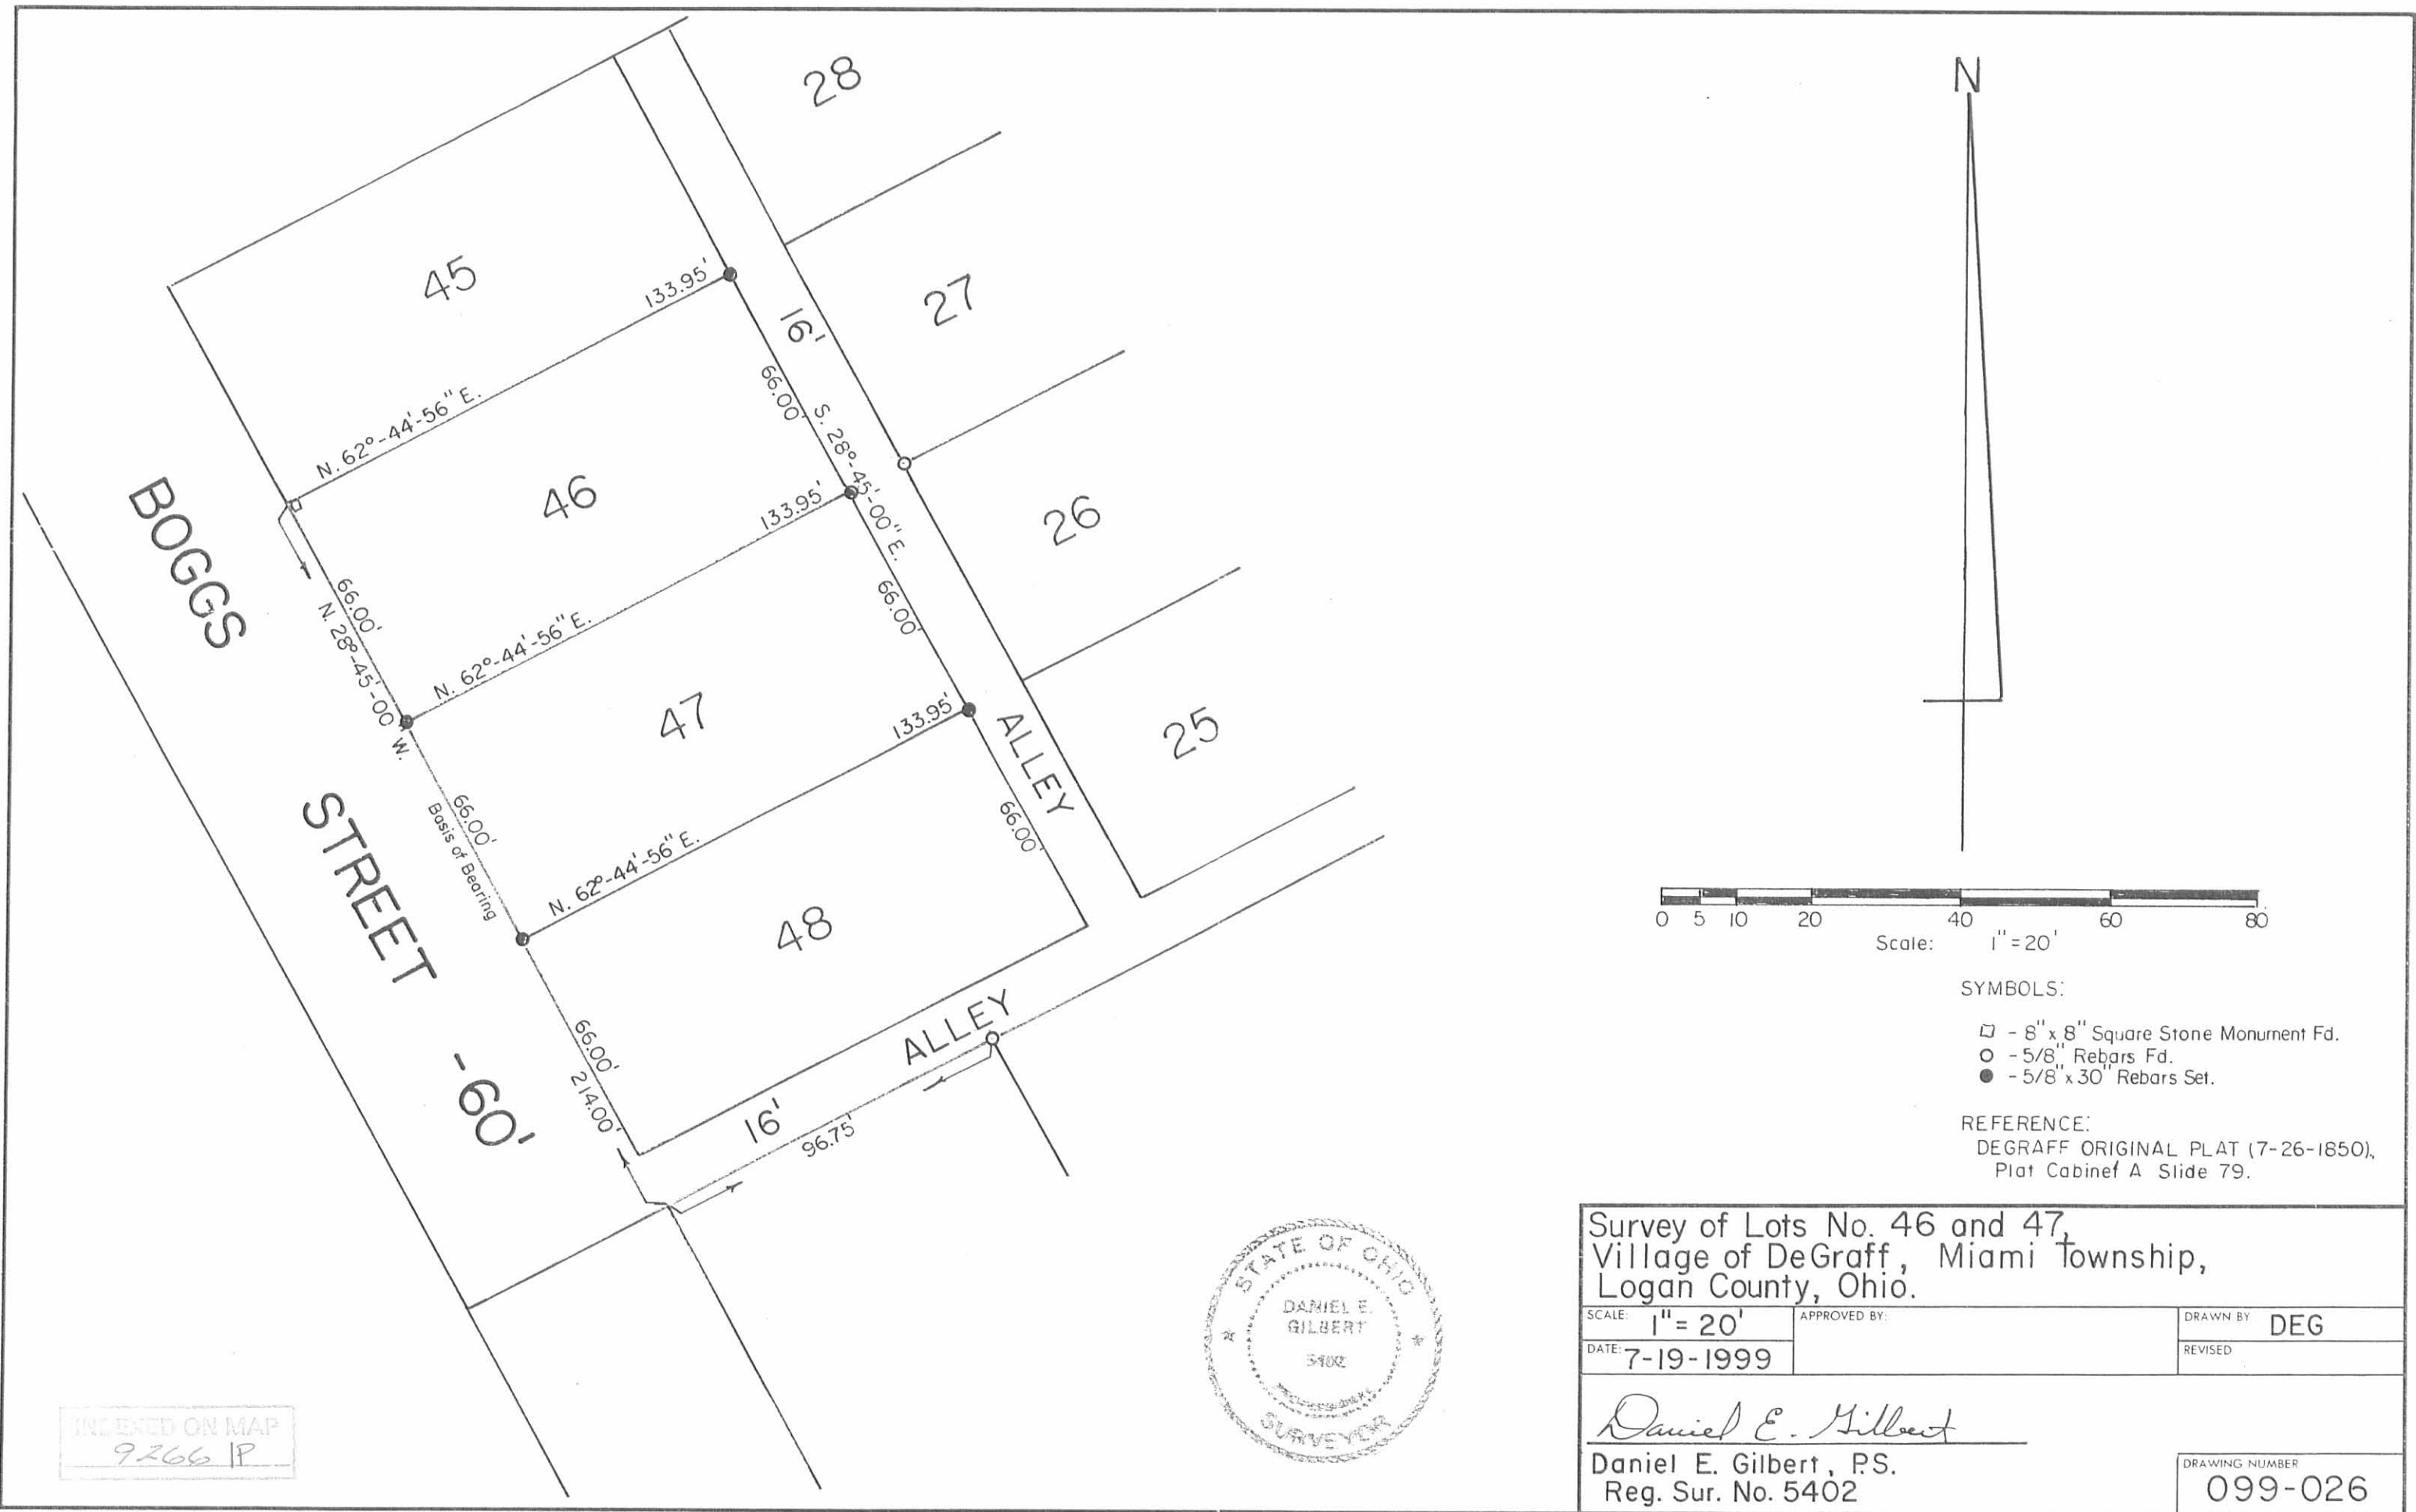 28
N
45
133.95'
16'
27
N. 62°-44'-56" E.
66.00'
S. 28°-45'-00" E.
46
133.95'
26
BOGGS
66.00'
N. 28°-45'-00 W.
N. 62°-44'-56" E.
66.00'
47
133.95'
ALLEY
25
66.00'
Basis of Bearing
STREET
66.00'
N. 62°-44'-56" E.
48
0 5 10 20 40 60 80
Scale: 1"=20'
ALLEY
66.00'
214.00'
-60'
16'
96.75'
SYMBOLS:
- 8" x 8" Square Stone Monument Fd.
- 5/8" Rebars Fd.
- 5/8" x 30" Rebars Set.
REFERENCE:
DEGRAFF ORIGINAL PLAT (7-26-1850),
Plat Cabinet A Slide 79.
STATE OF OHIO
DANIEL E.
GILBERT
5402
SURVEYOR
Survey of Lots No. 46 and 47,
Village of DeGraff, Miami Township,
Logan County, Ohio.
SCALE: 1" = 20'
APPROVED BY:
DRAWN BY DEG
DATE: 7-19-1999
REVISED
Daniel E. Gilbert
Daniel E. Gilbert, P.S.
Reg. Sur. No. 5402
DRAWING NUMBER
099-026
INDEXED ON MAP
9266 IP